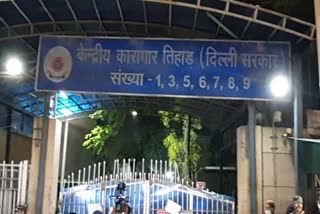 केन्द्रीय कारागार तिहाड़ (दिल्ली सरकार)
संख्या -1, 3, 5, 6, 7, 8, 9